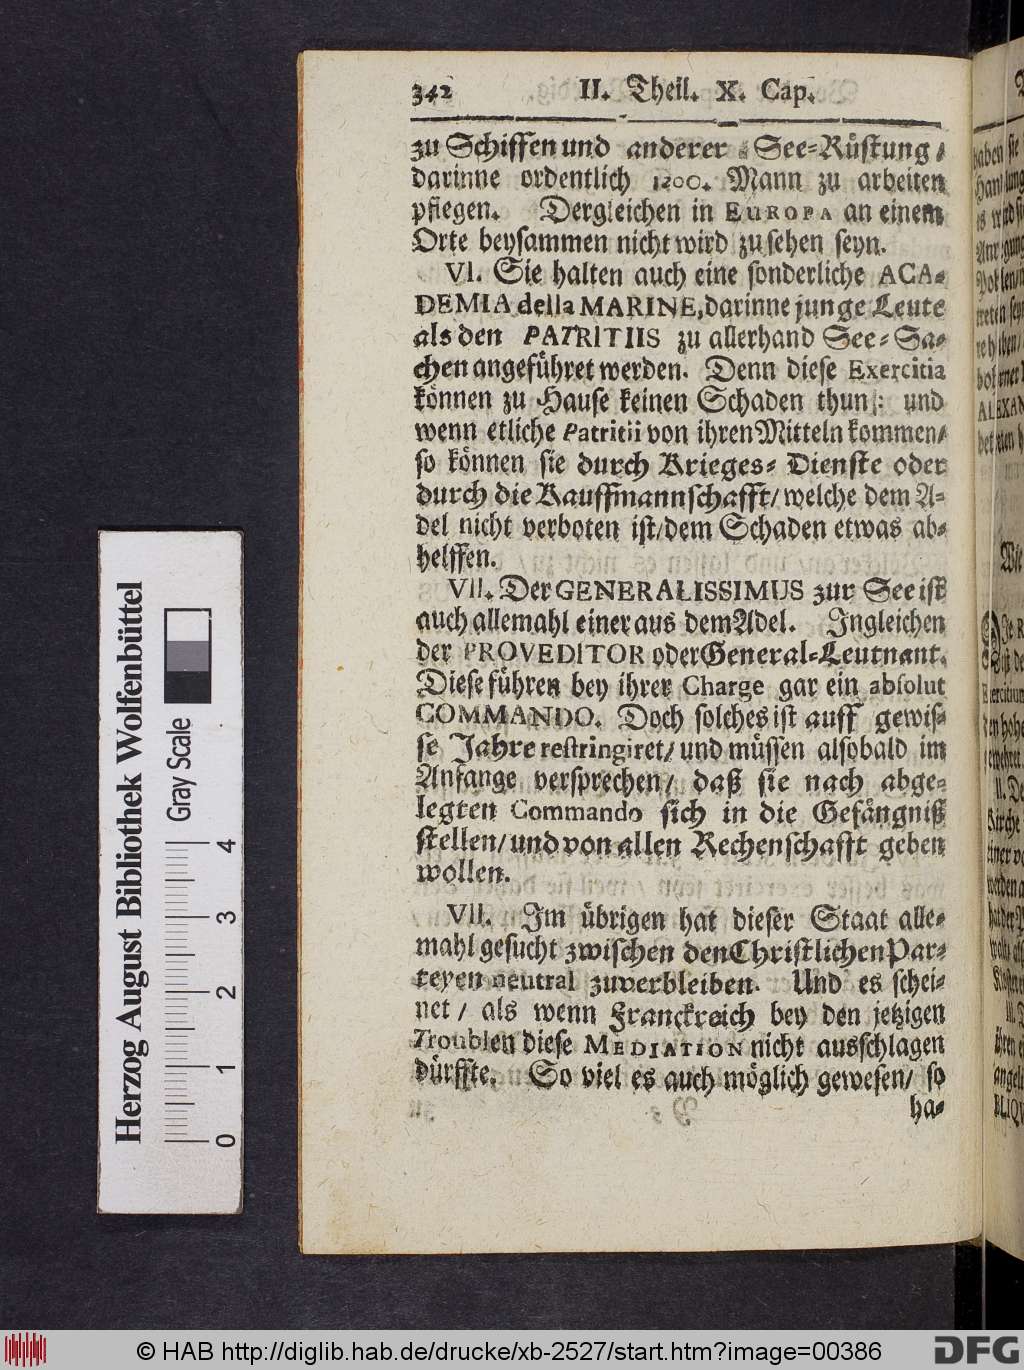 342 II. Theil. X. Cap.
zu Schiffen und anderer See-Rüstung /
darinne ordentlich 1200. Mann zu arbeiten
pflegen. Dergleichen in EUROPA an einem
Orte beysammen nicht wird zu sehen seyn.
VI. Sie halten auch eine sonderliche ACA-
DEMIA della MARINE, darinne junge Leute
als den PATRITIIS zu allerhand See-Sa-
chen angeführet werden. Denn diese Exercitia
können zu Hause keinen Schaden thun: und
wenn etliche Patritii von ihren Mitteln kommen/
so können sie durch Krieges-Dienste oder
durch die Kauffmannschafft/ welche dem A-
del nicht verboten ist/ dem Schaden etwas ab-
helffen.
VII. Der GENERALISSIMUS zur See ist
auch allemahl einer aus dem Adel. Ingleichen
der PROVEDITOR oder General-Leutnant.
Diese führen bey ihrer Charge gar ein absolut
COMMANDO. Doch solches ist auff gewis-
se Jahre restringiret/ und müssen alsobald im
Anfange versprechen/ daß sie nach abge-
legten Commando sich in die Gefängniß
stellen/ und von allen Rechenschafft geben
wollen.
VII. Im übrigen hat dieser Staat alle-
mahl gesucht zwischen den Christlichen Par-
teyen neutral zuverbleiben. Und es schei-
net / als wenn Franckreich bey den jetzigen
Troublen diese MEDIATION nicht ausschlagen
dürffte. So viel es auch möglich gewesen/ so
ha-
Herzog August Bibliothek Wolfenbüttel
Gray Scale
0 1 2 3 4
© HAB http://diglib.hab.de/drucke/xb-2527/start.htm?image=00386
DFG